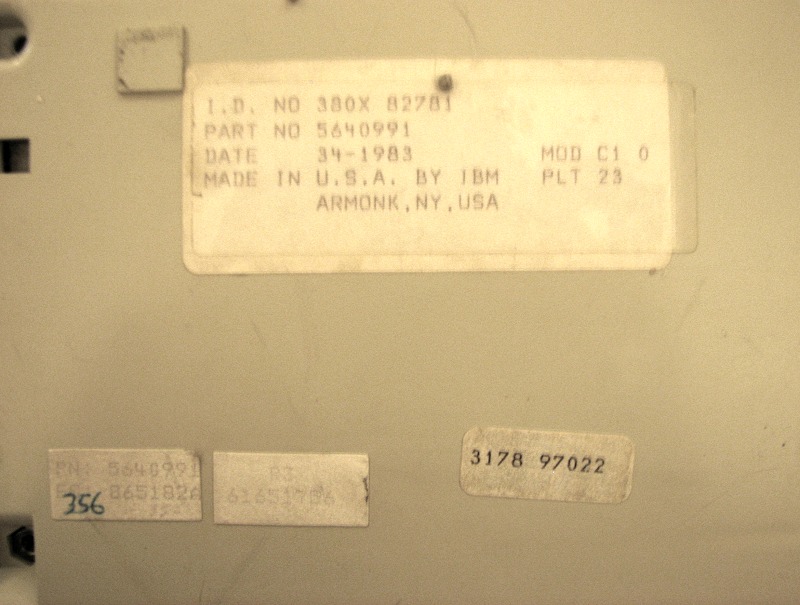 I.D. NO 380X 82781
PART NO 5640991
DATE 34-1983 MOD C1 0
MADE IN U.S.A. BY IBM PLT 23
ARMONK,NY,USA
PN: 5640991
865182A
356
3178 97022